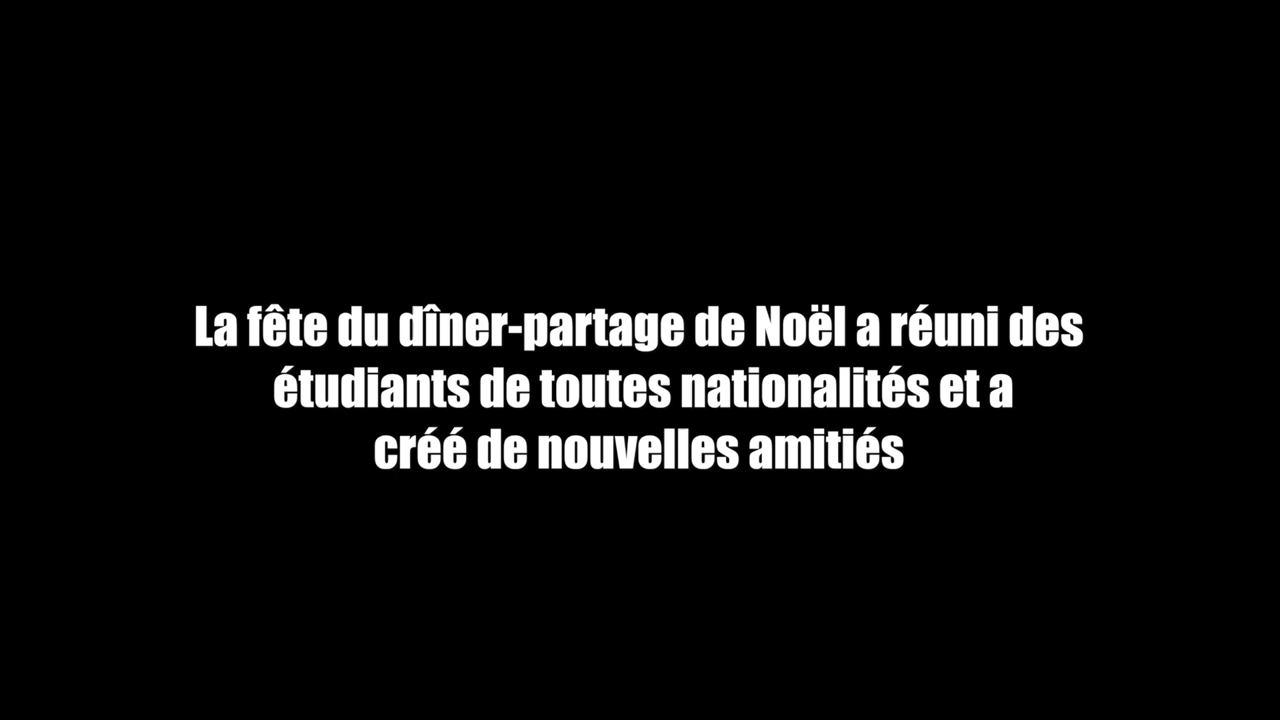 La fête du dîner-partage de Noël a réuni des
étudiants de toutes nationalités et a
créé de nouvelles amitiés